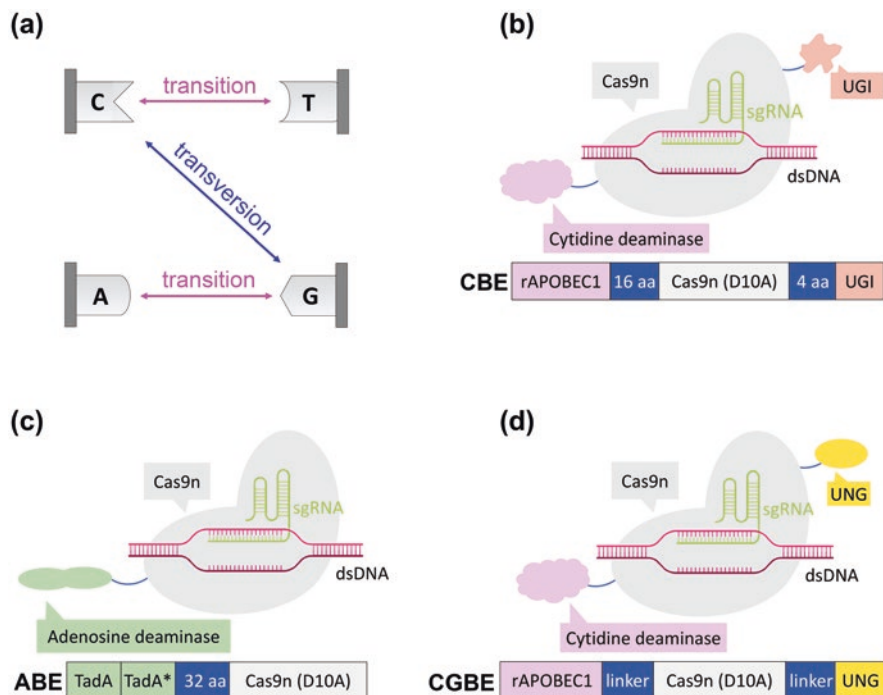 (a)
C
transition
T
transversion
A
transition
G
(b)
Cas9n
UGI
sgRNA
dsDNA
Cytidine deaminase
CBE rAPOBEC1 16 aa Cas9n (D10A) 4 aa UGI
(c)
Cas9n
sgRNA
dsDNA
Adenosine deaminase
ABE TadA TadA* 32 aa Cas9n (D10A)
(d)
Cas9n
UNG
sgRNA
dsDNA
Cytidine deaminase
CGBE rAPOBEC1 linker Cas9n (D10A) linker UNG